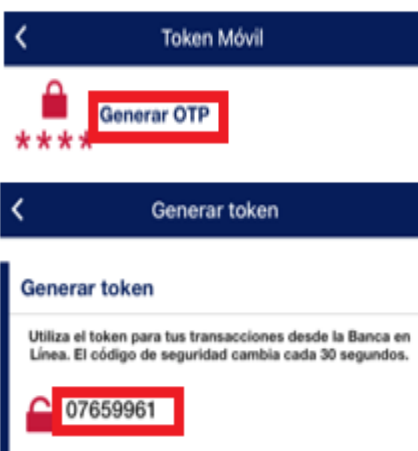 Token Móvil
Generar OTP
****
Generar token
Generar token
Utiliza el token para tus transacciones desde la Banca en
Línea. El código de seguridad cambia cada 30 segundos.
07659961